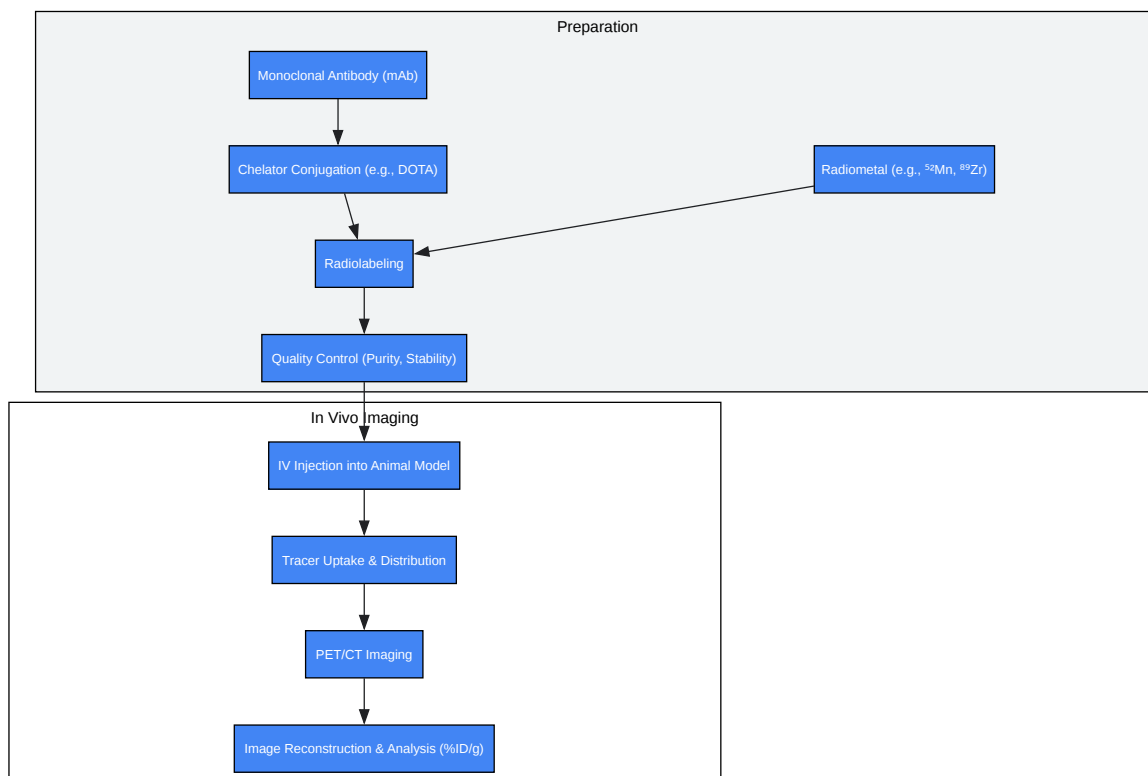 Preparation
Monoclonal Antibody (mAb)
Chelator Conjugation (e.g., DOTA)
Radiometal (e.g., ⁵²Mn, ⁸⁹Zr)
Radiolabeling
Quality Control (Purity, Stability)
In Vivo Imaging
IV Injection into Animal Model
Tracer Uptake & Distribution
PET/CT Imaging
Image Reconstruction & Analysis (%ID/g)